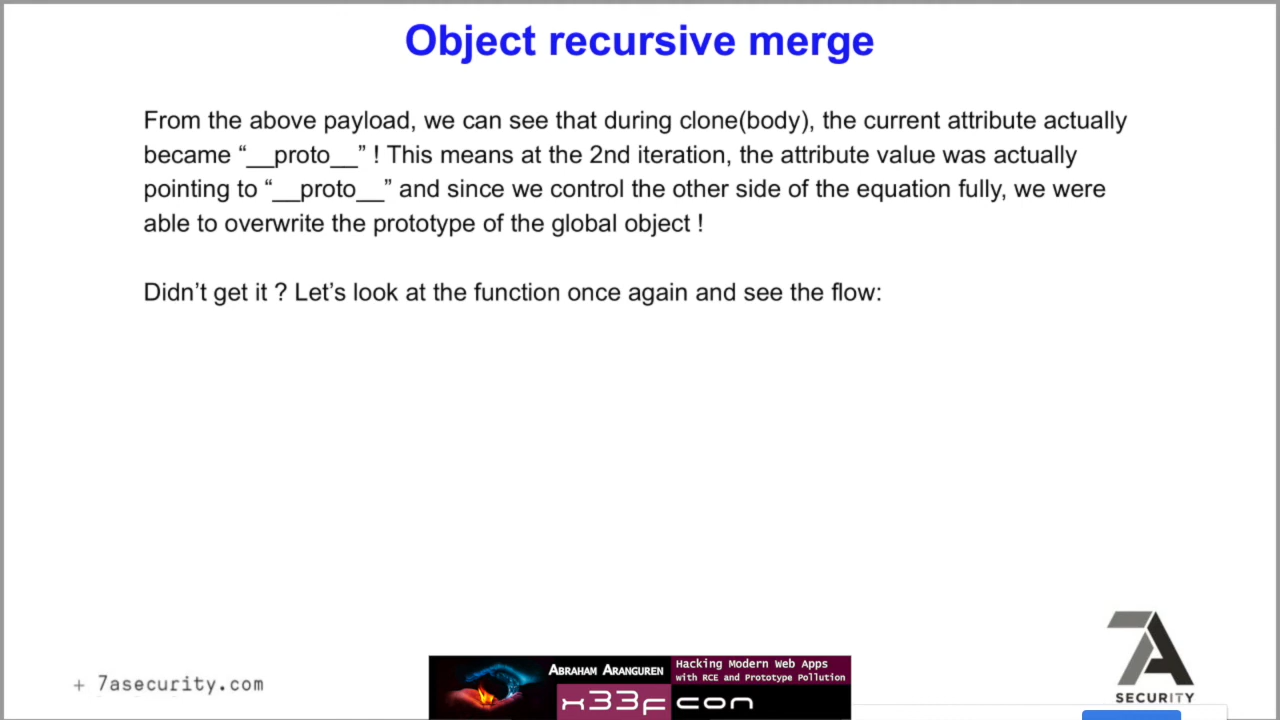 Object recursive merge
From the above payload, we can see that during clone(body), the current attribute actually
became “__proto__” ! This means at the 2nd iteration, the attribute value was actually
pointing to “__proto__” and since we control the other side of the equation fully, we were
able to overwrite the prototype of the global object !
Didn’t get it ? Let’s look at the function once again and see the flow:
+ 7asecurity.com
ABRAHAM ARANGUREN
Hacking Modern Web Apps
with RCE and Prototype Pollution
x33fcon
7A
SECURITY